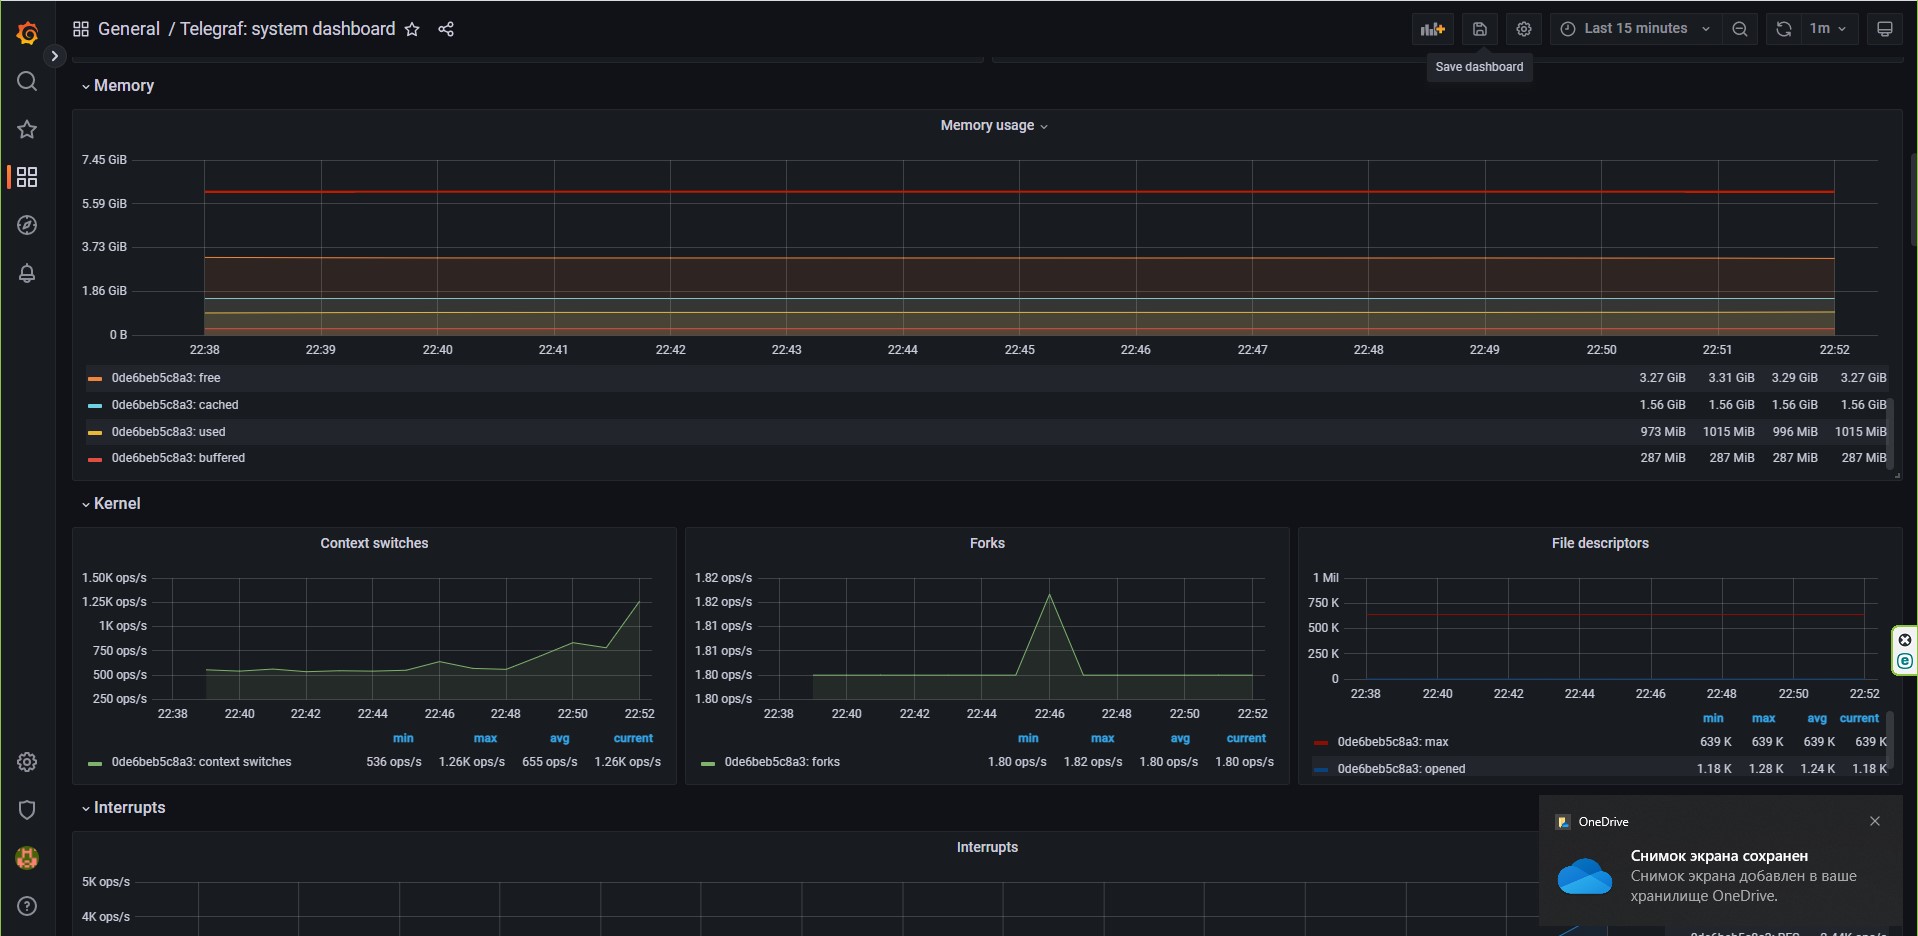 General / Telegraf: system dashboard
Last 15 minutes
1m
Save dashboard
Memory
Memory usage
7.45 GiB
5.59 GiB
3.73 GiB
1.86 GiB
0 B
22:38 22:39 22:40 22:41 22:42 22:43 22:44 22:45 22:46 22:47 22:48 22:49 22:50 22:51 22:52
0de6beb5c8a3: free 3.27 GiB 3.31 GiB 3.29 GiB 3.27 GiB
0de6beb5c8a3: cached 1.56 GiB 1.56 GiB 1.56 GiB 1.56 GiB
0de6beb5c8a3: used 973 MiB 1015 MiB 996 MiB 1015 MiB
0de6beb5c8a3: buffered 287 MiB 287 MiB 287 MiB 287 MiB
Kernel
Context switches
1.50K ops/s
1.25K ops/s
1K ops/s
750 ops/s
500 ops/s
250 ops/s
22:38 22:40 22:42 22:44 22:46 22:48 22:50 22:52
min max avg current
0de6beb5c8a3: context switches 536 ops/s 1.26K ops/s 655 ops/s 1.26K ops/s
Forks
1.82 ops/s
1.82 ops/s
1.81 ops/s
1.81 ops/s
1.80 ops/s
1.80 ops/s
22:38 22:40 22:42 22:44 22:46 22:48 22:50 22:52
min max avg current
0de6beb5c8a3: forks 1.80 ops/s 1.82 ops/s 1.80 ops/s 1.80 ops/s
File descriptors
1 Mil
750 K
500 K
250 K
0
22:38 22:40 22:42 22:44 22:46 22:48 22:50 22:52
min max avg current
0de6beb5c8a3: max 639 K 639 K 639 K 639 K
0de6beb5c8a3: opened 1.18 K 1.28 K 1.24 K 1.18 K
Interrupts
Interrupts
5K ops/s
4K ops/s
OneDrive
Снимок экрана сохранен
Снимок экрана добавлен в ваше
хранилище OneDrive.